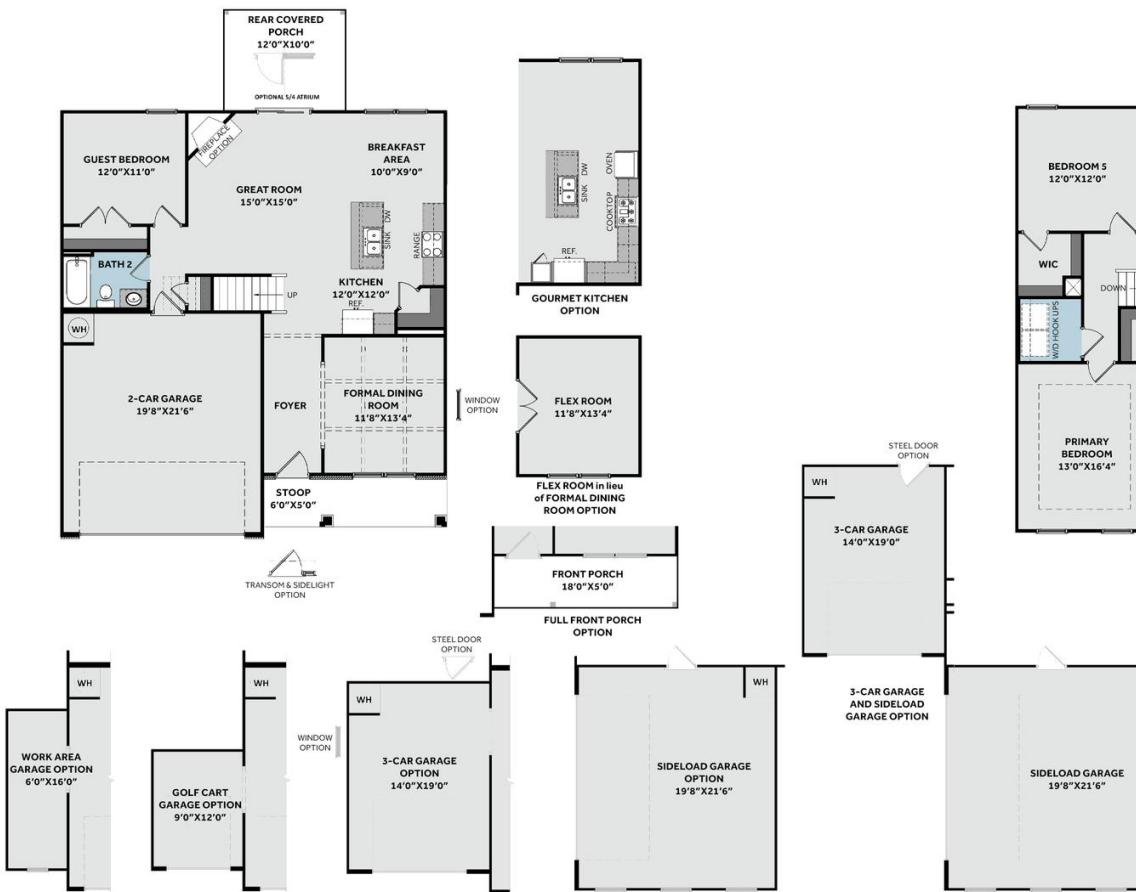 REAR COVERED
PORCH
12'0"X10'0"
OPTIONAL 5/4 ATRIUM
GUEST BEDROOM
12'0"X11'0"
FIREPLACE
OPTION
GREAT ROOM
15'0"X15'0"
BREAKFAST
AREA
10'0"X9'0"
BATH 2
SINK
DW
RANGE
KITCHEN
12'0"X12'0"
REF.
UP
WH
2-CAR GARAGE
19'8"X21'6"
FOYER
FORMAL DINING
ROOM
11'8"X13'4"
STOOP
6'0"X5'0"
TRANSOM & SIDELIGHT
OPTION
WINDOW
OPTION
SINK
DW
OVEN
COOKTOP
REF.
GOURMET KITCHEN
OPTION
FLEX ROOM
11'8"X13'4"
FLEX ROOM in lieu
of FORMAL DINING
ROOM OPTION
FRONT PORCH
18'0"X5'0"
FULL FRONT PORCH
OPTION
BEDROOM 5
12'0"X12'0"
WIC
DOWN
W/D HOOK UPS
PRIMARY
BEDROOM
13'0"X16'4"
STEEL DOOR
OPTION
WH
3-CAR GARAGE
14'0"X19'0"
3-CAR GARAGE
AND SIDELOAD
GARAGE OPTION
SIDELOAD GARAGE
19'8"X21'6"
WH
WORK AREA
GARAGE OPTION
6'0"X16'0"
WH
GOLF CART
GARAGE OPTION
9'0"X12'0"
WINDOW
OPTION
STEEL DOOR
OPTION
WH
3-CAR GARAGE
OPTION
14'0"X19'0"
WH
SIDELOAD GARAGE
OPTION
19'8"X21'6"